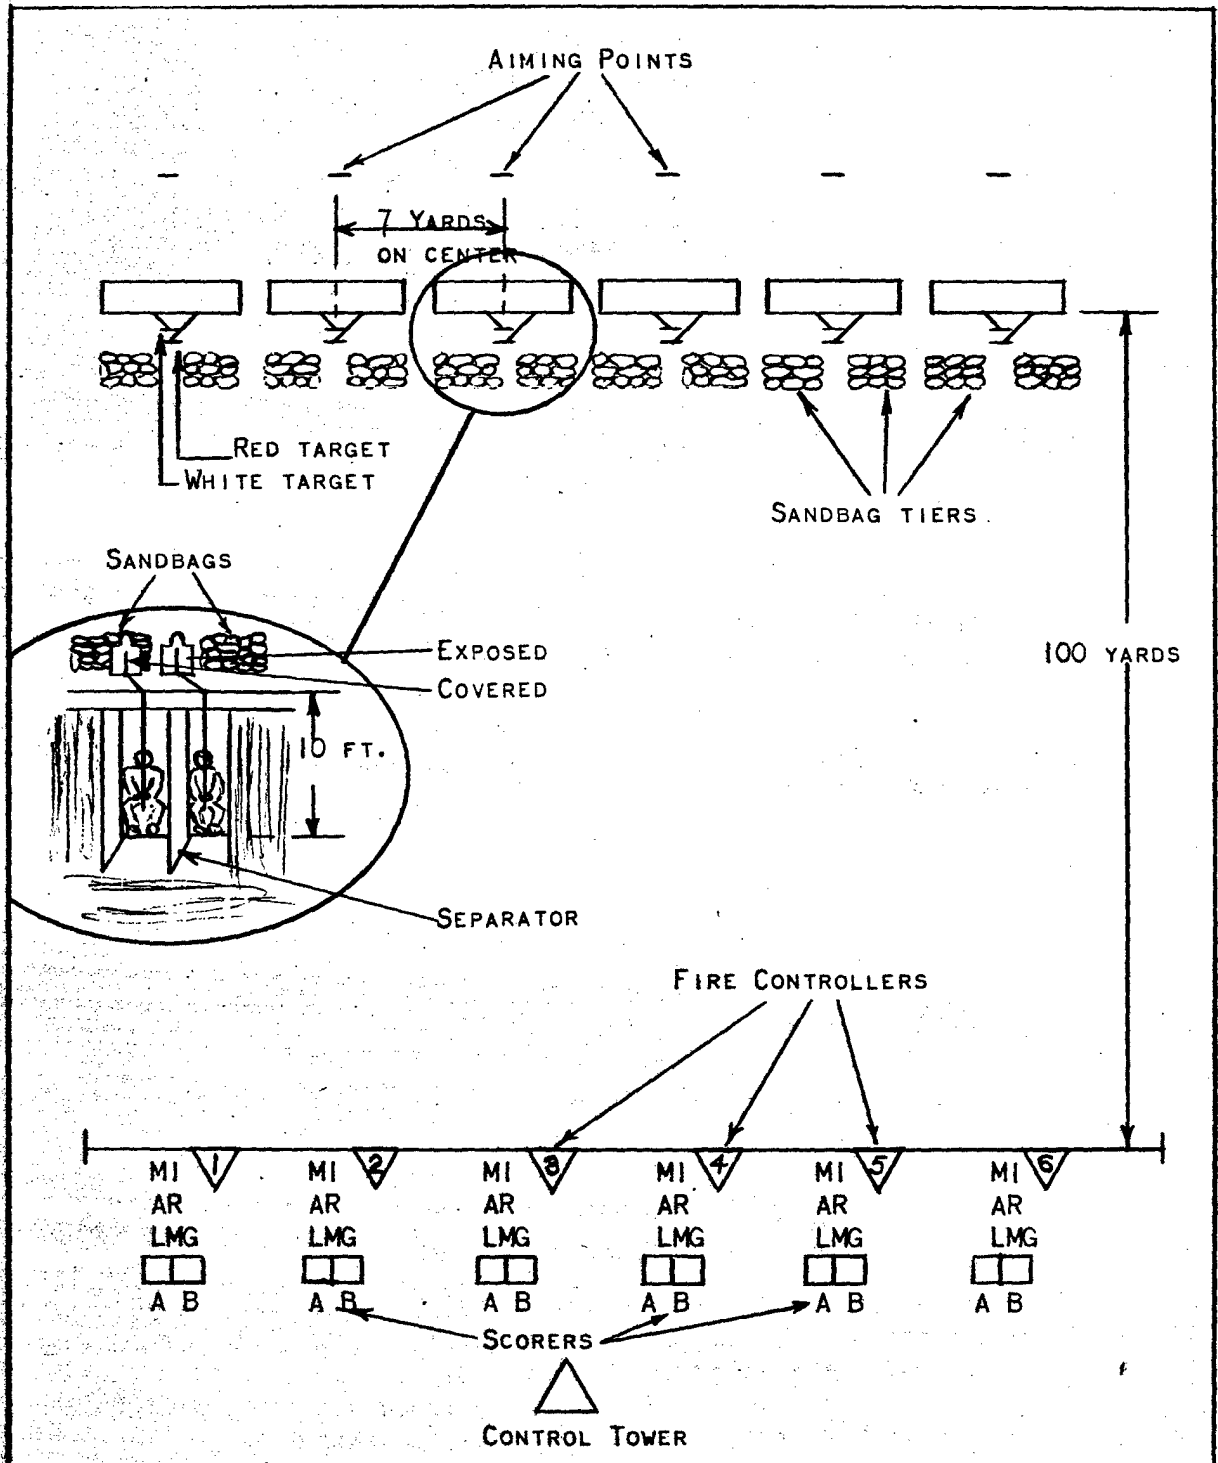 AIMING POINTS
7 YARDS
ON CENTER
RED TARGET
WHITE TARGET
SANDBAG TIERS
SANDBAGS
EXPOSED
COVERED
100 YARDS
10 FT.
SEPARATOR
FIRE CONTROLLERS
1 2 3 4 5 6
MI MI MI MI MI MI
AR AR AR AR AR AR
LMG LMG LMG LMG LMG LMG
A B A B A B A B A B A B
SCORERS
CONTROL TOWER